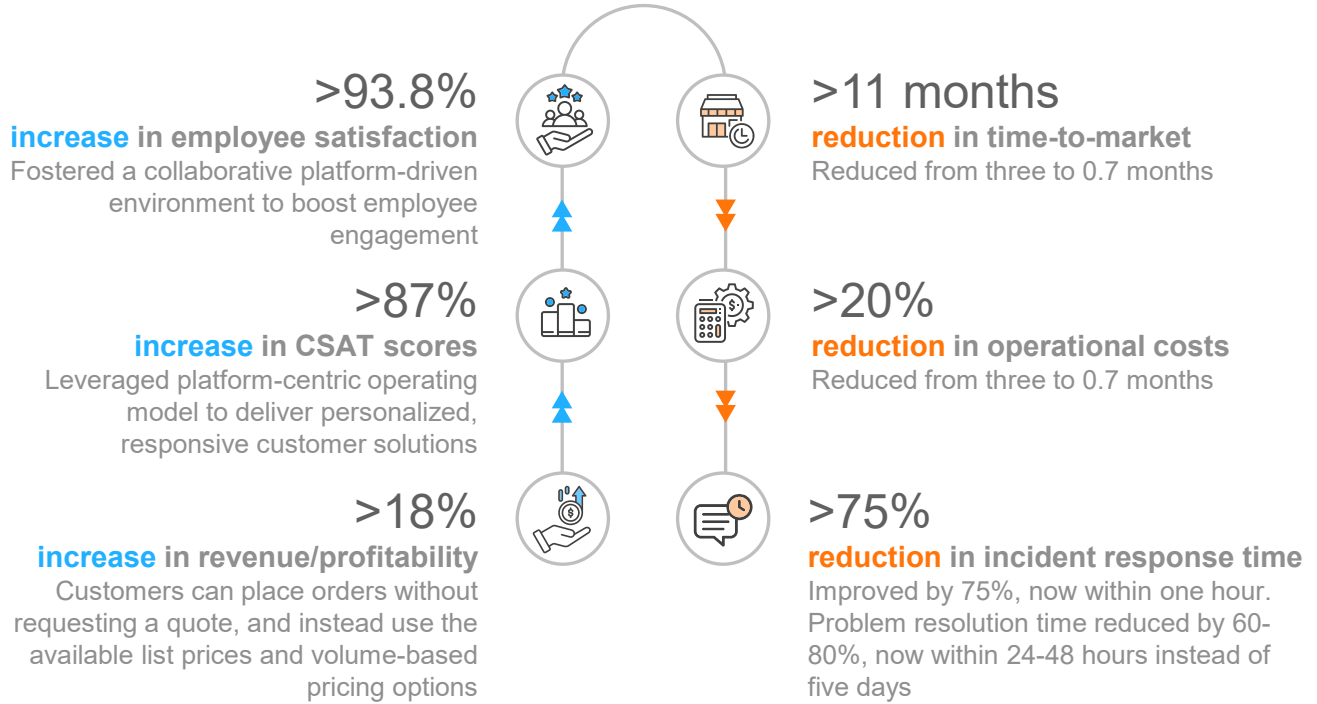 >93.8%
increase in employee satisfaction
Fostered a collaborative platform-driven
environment to boost employee
engagement
>87%
increase in CSAT scores
Leveraged platform-centric operating
model to deliver personalized,
responsive customer solutions
>18%
increase in revenue/profitability
Customers can place orders without
requesting a quote, and instead use the
available list prices and volume-based
pricing options
>11 months
reduction in time-to-market
Reduced from three to 0.7 months
>20%
reduction in operational costs
Reduced from three to 0.7 months
>75%
reduction in incident response time
Improved by 75%, now within one hour.
Problem resolution time reduced by 60-
80%, now within 24-48 hours instead of
five days